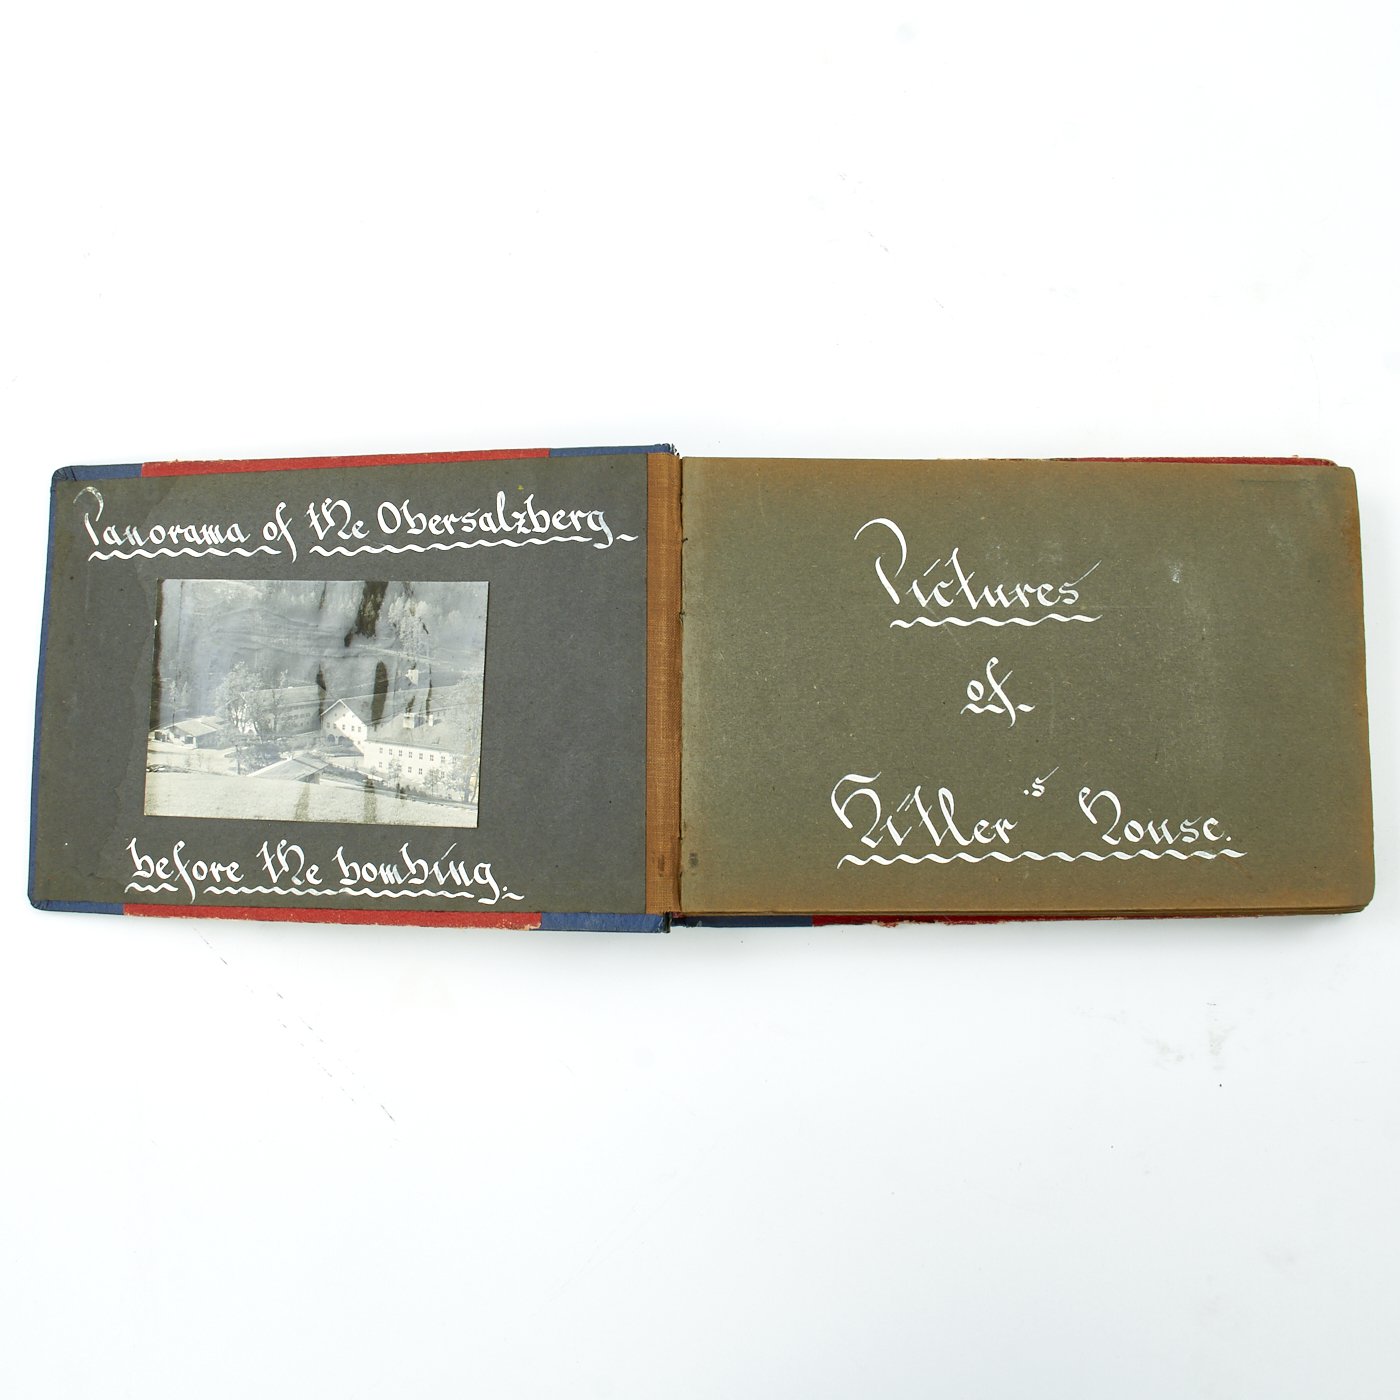 Panorama of the Obersalzberg
before the bombing.
Pictures
of
Hitler's house.